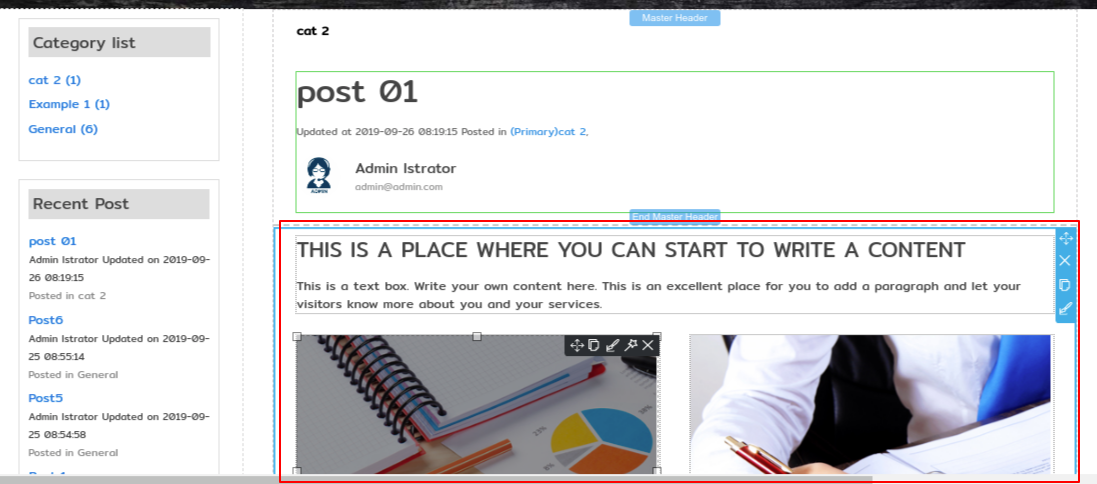 Category list
cat 2 (1)
Example 1 (1)
General (6)
Recent Post
post 01
Admin Istrator Updated on 2019-09-
26 08:19:15
Posted in cat 2
Post6
Admin Istrator Updated on 2019-09-
25 08:55:14
Posted in General
Post5
Admin Istrator Updated on 2019-09-
25 08:54:58
Posted in General
Master Header
cat 2
post 01
Updated at 2019-09-26 08:19:15 Posted in (Primary)cat 2,
ADMIN
Admin Istrator
admin@admin.com
End Master Header
THIS IS A PLACE WHERE YOU CAN START TO WRITE A CONTENT
This is a text box. Write your own content here. This is an excellent place for you to add a paragraph and let your
visitors know more about you and your services.
38%
23%
8%